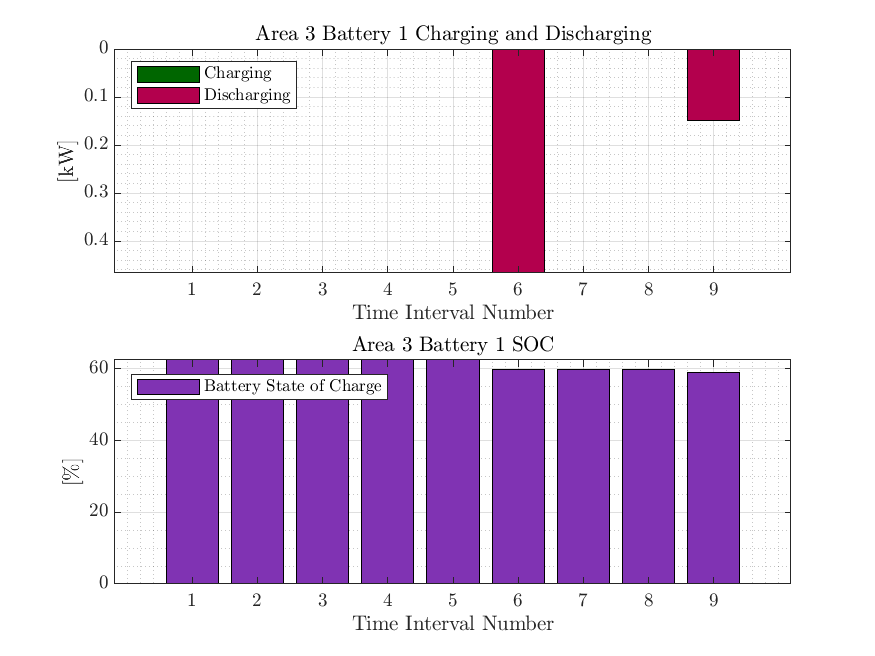 Area 3 Battery 1 Charging and Discharging
0
0.1
0.2
0.3
0.4
[kW]
Charging
Discharging
1 2 3 4 5 6 7 8 9
Time Interval Number
Area 3 Battery 1 SOC
60
40
20
0
[%]
Battery State of Charge
1 2 3 4 5 6 7 8 9
Time Interval Number